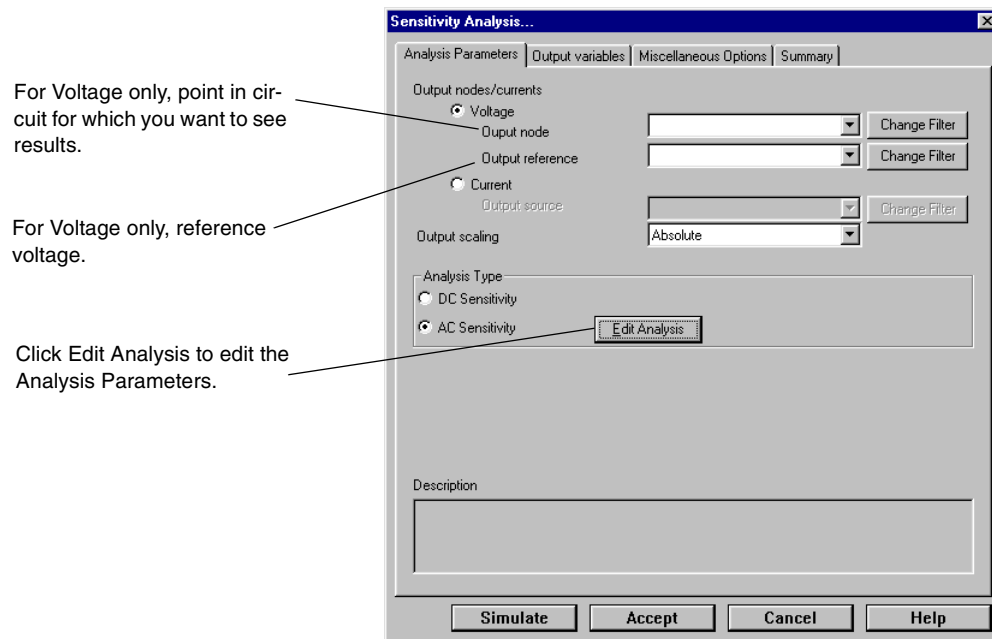 Sensitivity Analysis...
Analysis Parameters Output variables Miscellaneous Options Summary
For Voltage only, point in cir-
cuit for which you want to see
results.
Output nodes/currents
Voltage
Ouput node Change Filter
Output reference Change Filter
Current
Output source Change Filter
For Voltage only, reference
voltage.
Output scaling Absolute
Analysis Type
DC Sensitivity
AC Sensitivity Edit Analysis
Click Edit Analysis to edit the
Analysis Parameters.
Description
Simulate Accept Cancel Help